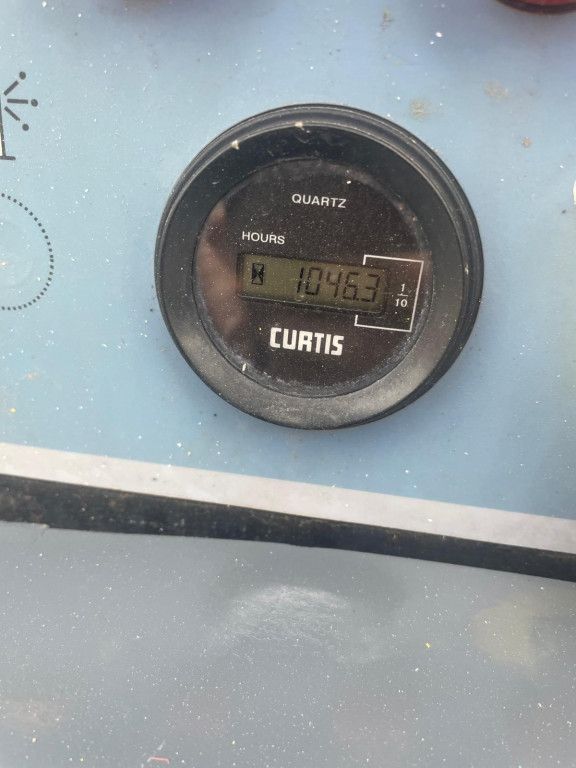 QUARTZ
HOURS
1046.3
1/10
CURTIS